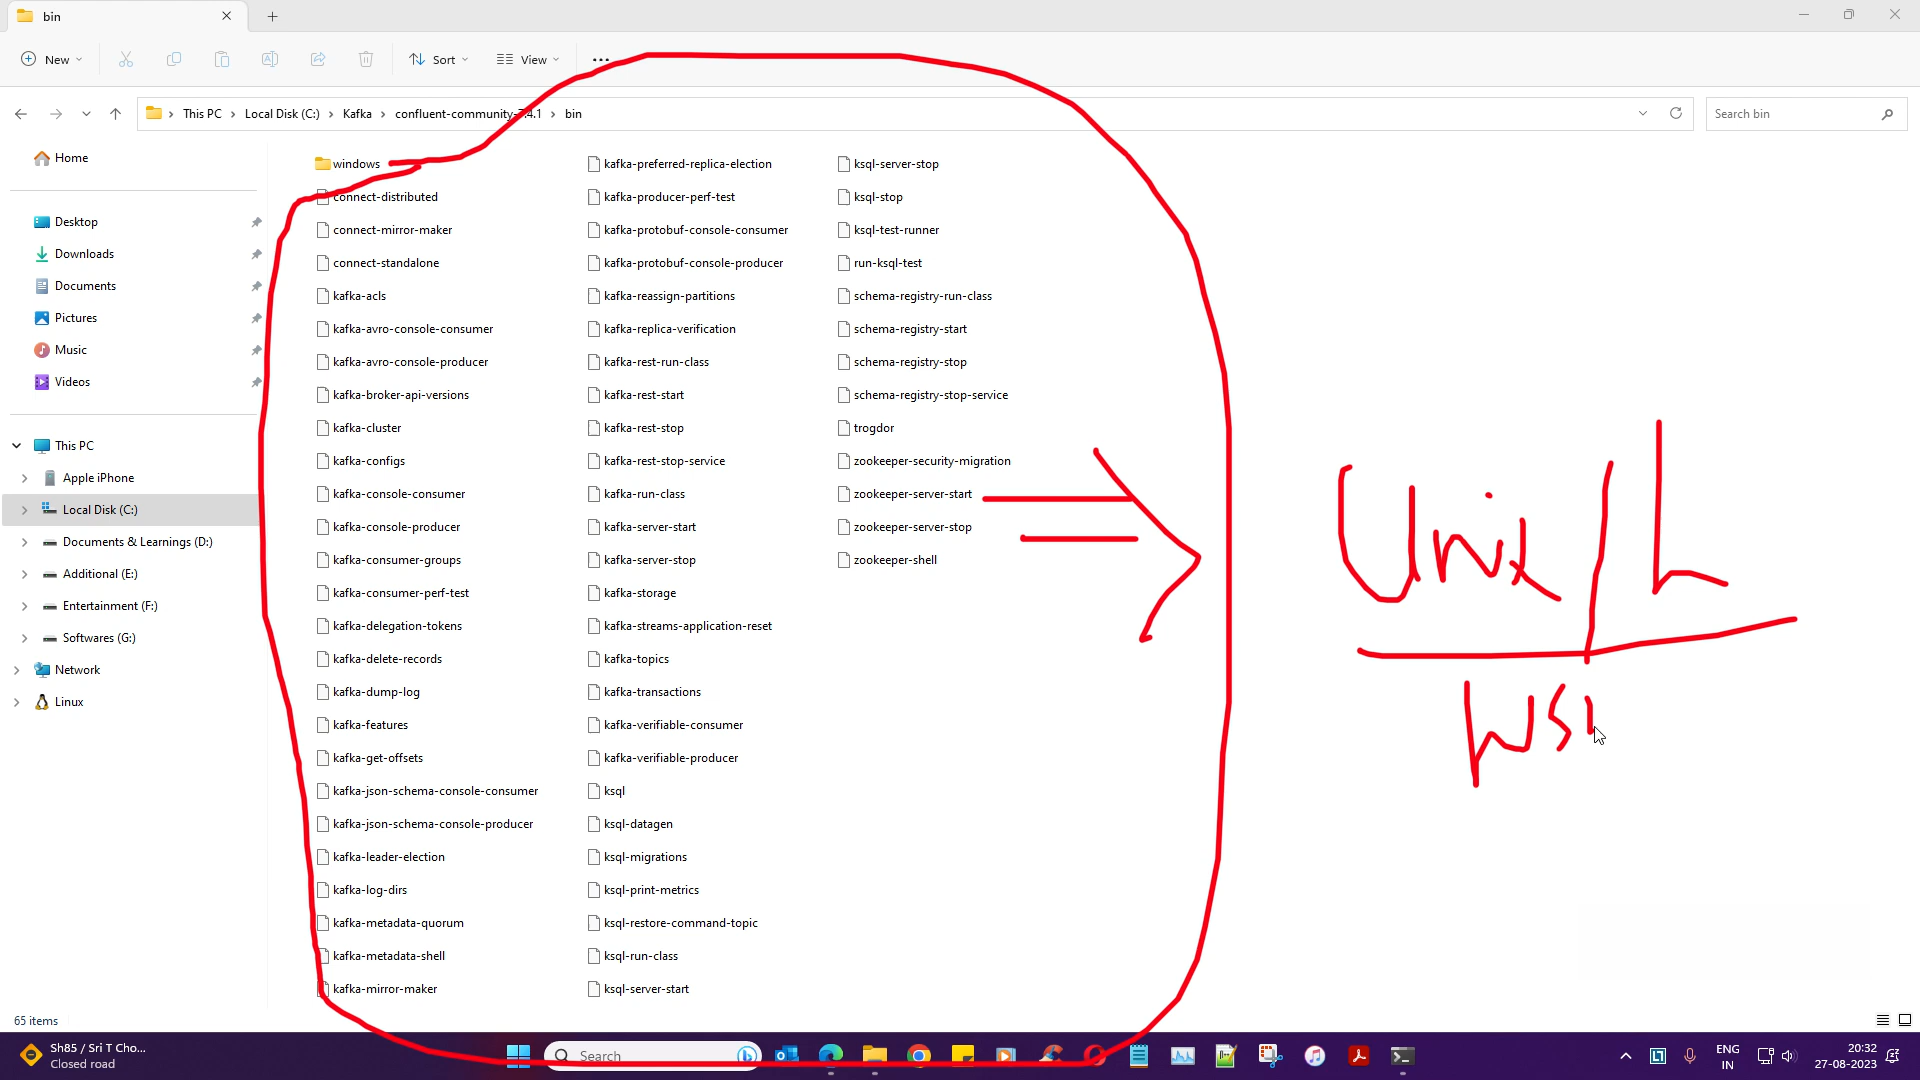 bin
New
Sort
View
This PC > Local Disk (C:) > Kafka > confluent-community-7.4.1 > bin
Search bin
Home
Desktop
Downloads
Documents
Pictures
Music
Videos
This PC
Apple iPhone
Local Disk (C:)
Documents & Learnings (D:)
Additional (E:)
Entertainment (F:)
Softwares (G:)
Network
Linux
windows
connect-distributed
connect-mirror-maker
connect-standalone
kafka-acls
kafka-avro-console-consumer
kafka-avro-console-producer
kafka-broker-api-versions
kafka-cluster
kafka-configs
kafka-console-consumer
kafka-console-producer
kafka-consumer-groups
kafka-consumer-perf-test
kafka-delegation-tokens
kafka-delete-records
kafka-dump-log
kafka-features
kafka-get-offsets
kafka-json-schema-console-consumer
kafka-json-schema-console-producer
kafka-leader-election
kafka-log-dirs
kafka-metadata-quorum
kafka-metadata-shell
kafka-mirror-maker
kafka-preferred-replica-election
kafka-producer-perf-test
kafka-protobuf-console-consumer
kafka-protobuf-console-producer
kafka-reassign-partitions
kafka-replica-verification
kafka-rest-run-class
kafka-rest-start
kafka-rest-stop
kafka-rest-stop-service
kafka-run-class
kafka-server-start
kafka-server-stop
kafka-storage
kafka-streams-application-reset
kafka-topics
kafka-transactions
kafka-verifiable-consumer
kafka-verifiable-producer
ksql
ksql-datagen
ksql-migrations
ksql-print-metrics
ksql-restore-command-topic
ksql-run-class
ksql-server-start
ksql-server-stop
ksql-stop
ksql-test-runner
run-ksql-test
schema-registry-run-class
schema-registry-start
schema-registry-stop
schema-registry-stop-service
trogdor
zookeeper-security-migration
zookeeper-server-start
zookeeper-server-stop
zookeeper-shell
Unix/L
WSL
65 items
Sh85 / Sri T Cho...
Closed road
Search
ENG
IN
20:32
27-08-2023